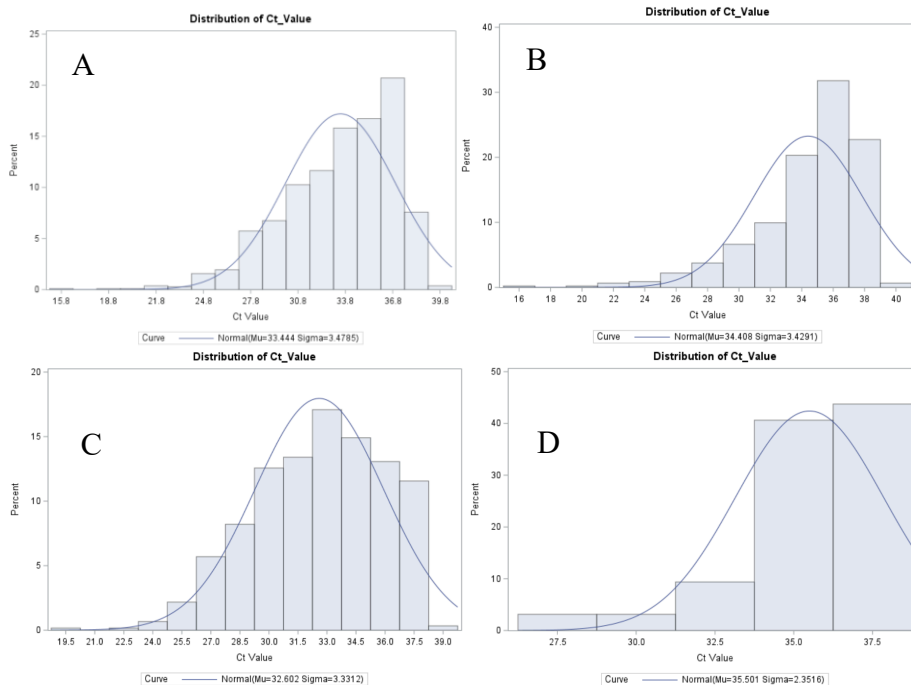 Distribution of Ct_Value
A
25
20
15
10
5
0
Percent
15.8 18.8 21.8 24.8 27.8 30.8 33.8 36.8 39.8
Ct Value
Curve Normal(Mu=33.444 Sigma=3.4785)
Distribution of Ct_Value
B
40
30
20
10
0
Percent
16 18 20 22 24 26 28 30 32 34 36 38 40
Ct Value
Curve Normal(Mu=34.408 Sigma=3.4291)
Distribution of Ct_Value
C
20
15
10
5
0
Percent
19.5 21.0 22.5 24.0 25.5 27.0 28.5 30.0 31.5 33.0 34.5 36.0 37.5 39.0
Ct Value
Curve Normal(Mu=32.602 Sigma=3.3312)
Distribution of Ct_Value
D
50
40
30
20
10
0
Percent
27.5 30.0 32.5 35.0 37.5
Ct Value
Curve Normal(Mu=35.501 Sigma=2.3516)